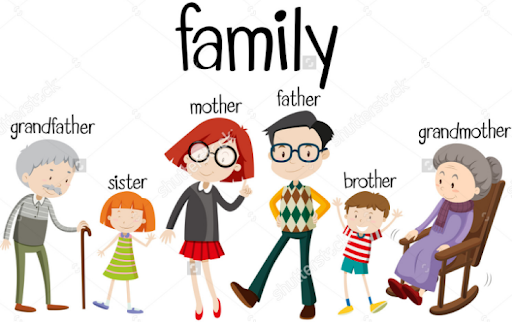 family
mother father
grandfather grandmother
sister brother